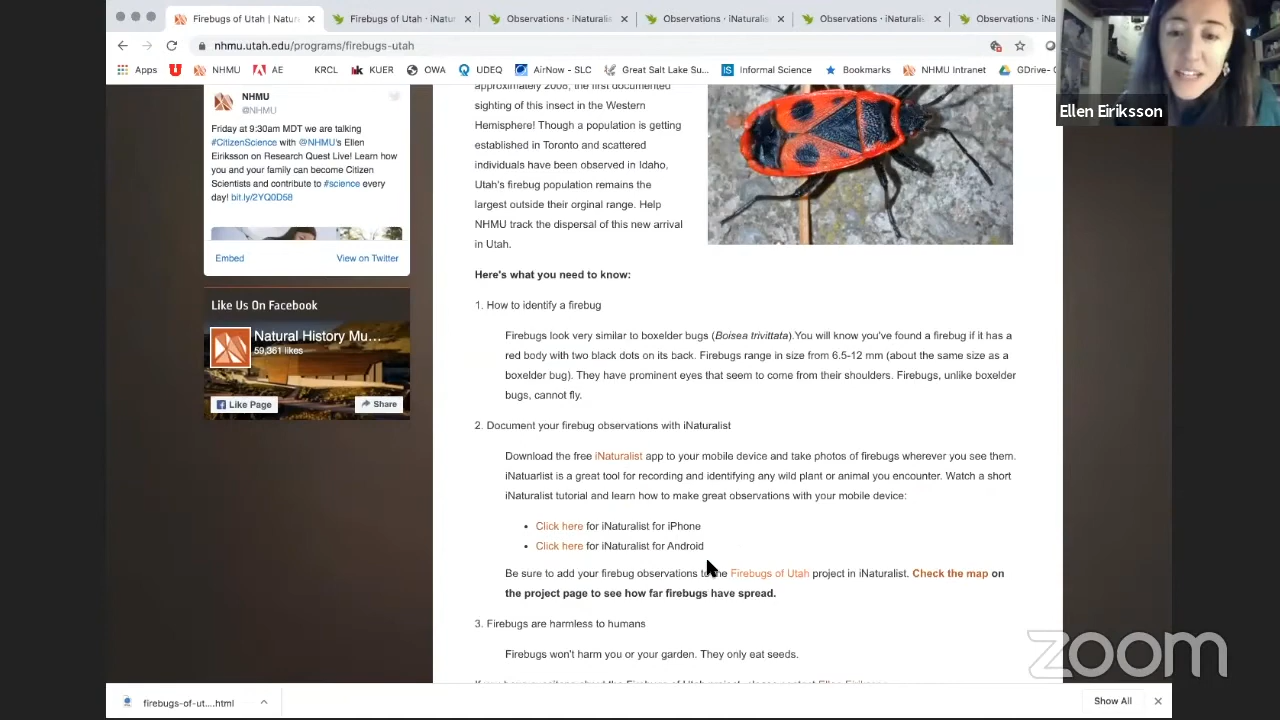 Firebugs of Utah | Natur
Firebugs of Utah · iNatur
Observations · iNaturalis
Observations · iNaturalis
Observations · iNaturalis
Observations · iNa
nhmu.utah.edu/programs/firebugs-utah
Apps
NHMU
AE
KRCL
KUER
OWA
UDEQ
AirNow - SLC
Great Salt Lake Su...
Informal Science
Bookmarks
NHMU Intranet
GDrive-
Ellen Eiriksson
NHMU
@NHMU
Friday at 9:30am MDT we are talking
#CitizenScience with @NHMU's Ellen
Eiriksson on Research Quest Live! Learn how
you and your family can become Citizen
Scientists and contribute to #science every
day! bit.ly/2YQ0D58
Embed
View on Twitter
Like Us On Facebook
Natural History Mu...
59,361 likes
Like Page
Share
approximately 2008, the first documented
sighting of this insect in the Western
Hemisphere! Though a population is getting
established in Toronto and scattered
individuals have been observed in Idaho,
Utah's firebug population remains the
largest outside their orginal range. Help
NHMU track the dispersal of this new arrival
in Utah.
Here's what you need to know:
1. How to identify a firebug
Firebugs look very similar to boxelder bugs (Boisea trivittata).You will know you've found a firebug if it has a
red body with two black dots on its back. Firebugs range in size from 6.5-12 mm (about the same size as a
boxelder bug). They have prominent eyes that seem to come from their shoulders. Firebugs, unlike boxelder
bugs, cannot fly.
2. Document your firebug observations with iNaturalist
Download the free iNaturalist app to your mobile device and take photos of firebugs wherever you see them.
iNatuarlist is a great tool for recording and identifying any wild plant or animal you encounter. Watch a short
iNaturalist tutorial and learn how to make great observations with your mobile device:
• Click here for iNaturalist for iPhone
• Click here for iNaturalist for Android
Be sure to add your firebug observations to the Firebugs of Utah project in iNaturalist. Check the map on
the project page to see how far firebugs have spread.
3. Firebugs are harmless to humans
Firebugs won't harm you or your garden. They only eat seeds.
zoom
firebugs-of-ut....html
Show All